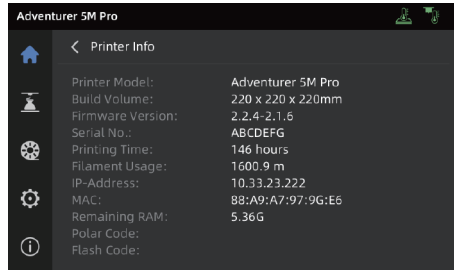 Adventurer 5M Pro
Printer Info
Printer Model: Adventurer 5M Pro
Build Volume: 220 x 220 x 220mm
Firmware Version: 2.2.4-2.1.6
Serial No.: ABCDEFG
Printing Time: 146 hours
Filament Usage: 1600.9 m
IP-Address: 10.33.23.222
MAC: 88:A9:A7:97:9G:E6
Remaining RAM: 5.36G
Polar Code:
Flash Code: